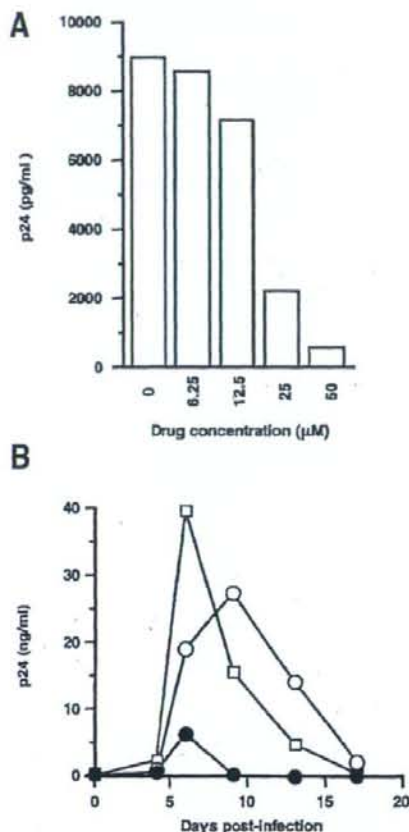 A
10000
8000
6000
4000
2000
0
p24 (pg/ml)
0 6.25 12.5 25 50
Drug concentration (µM)
B
40
30
20
10
0
p24 (ng/ml)
0 5 10 15 20
Days post-infection